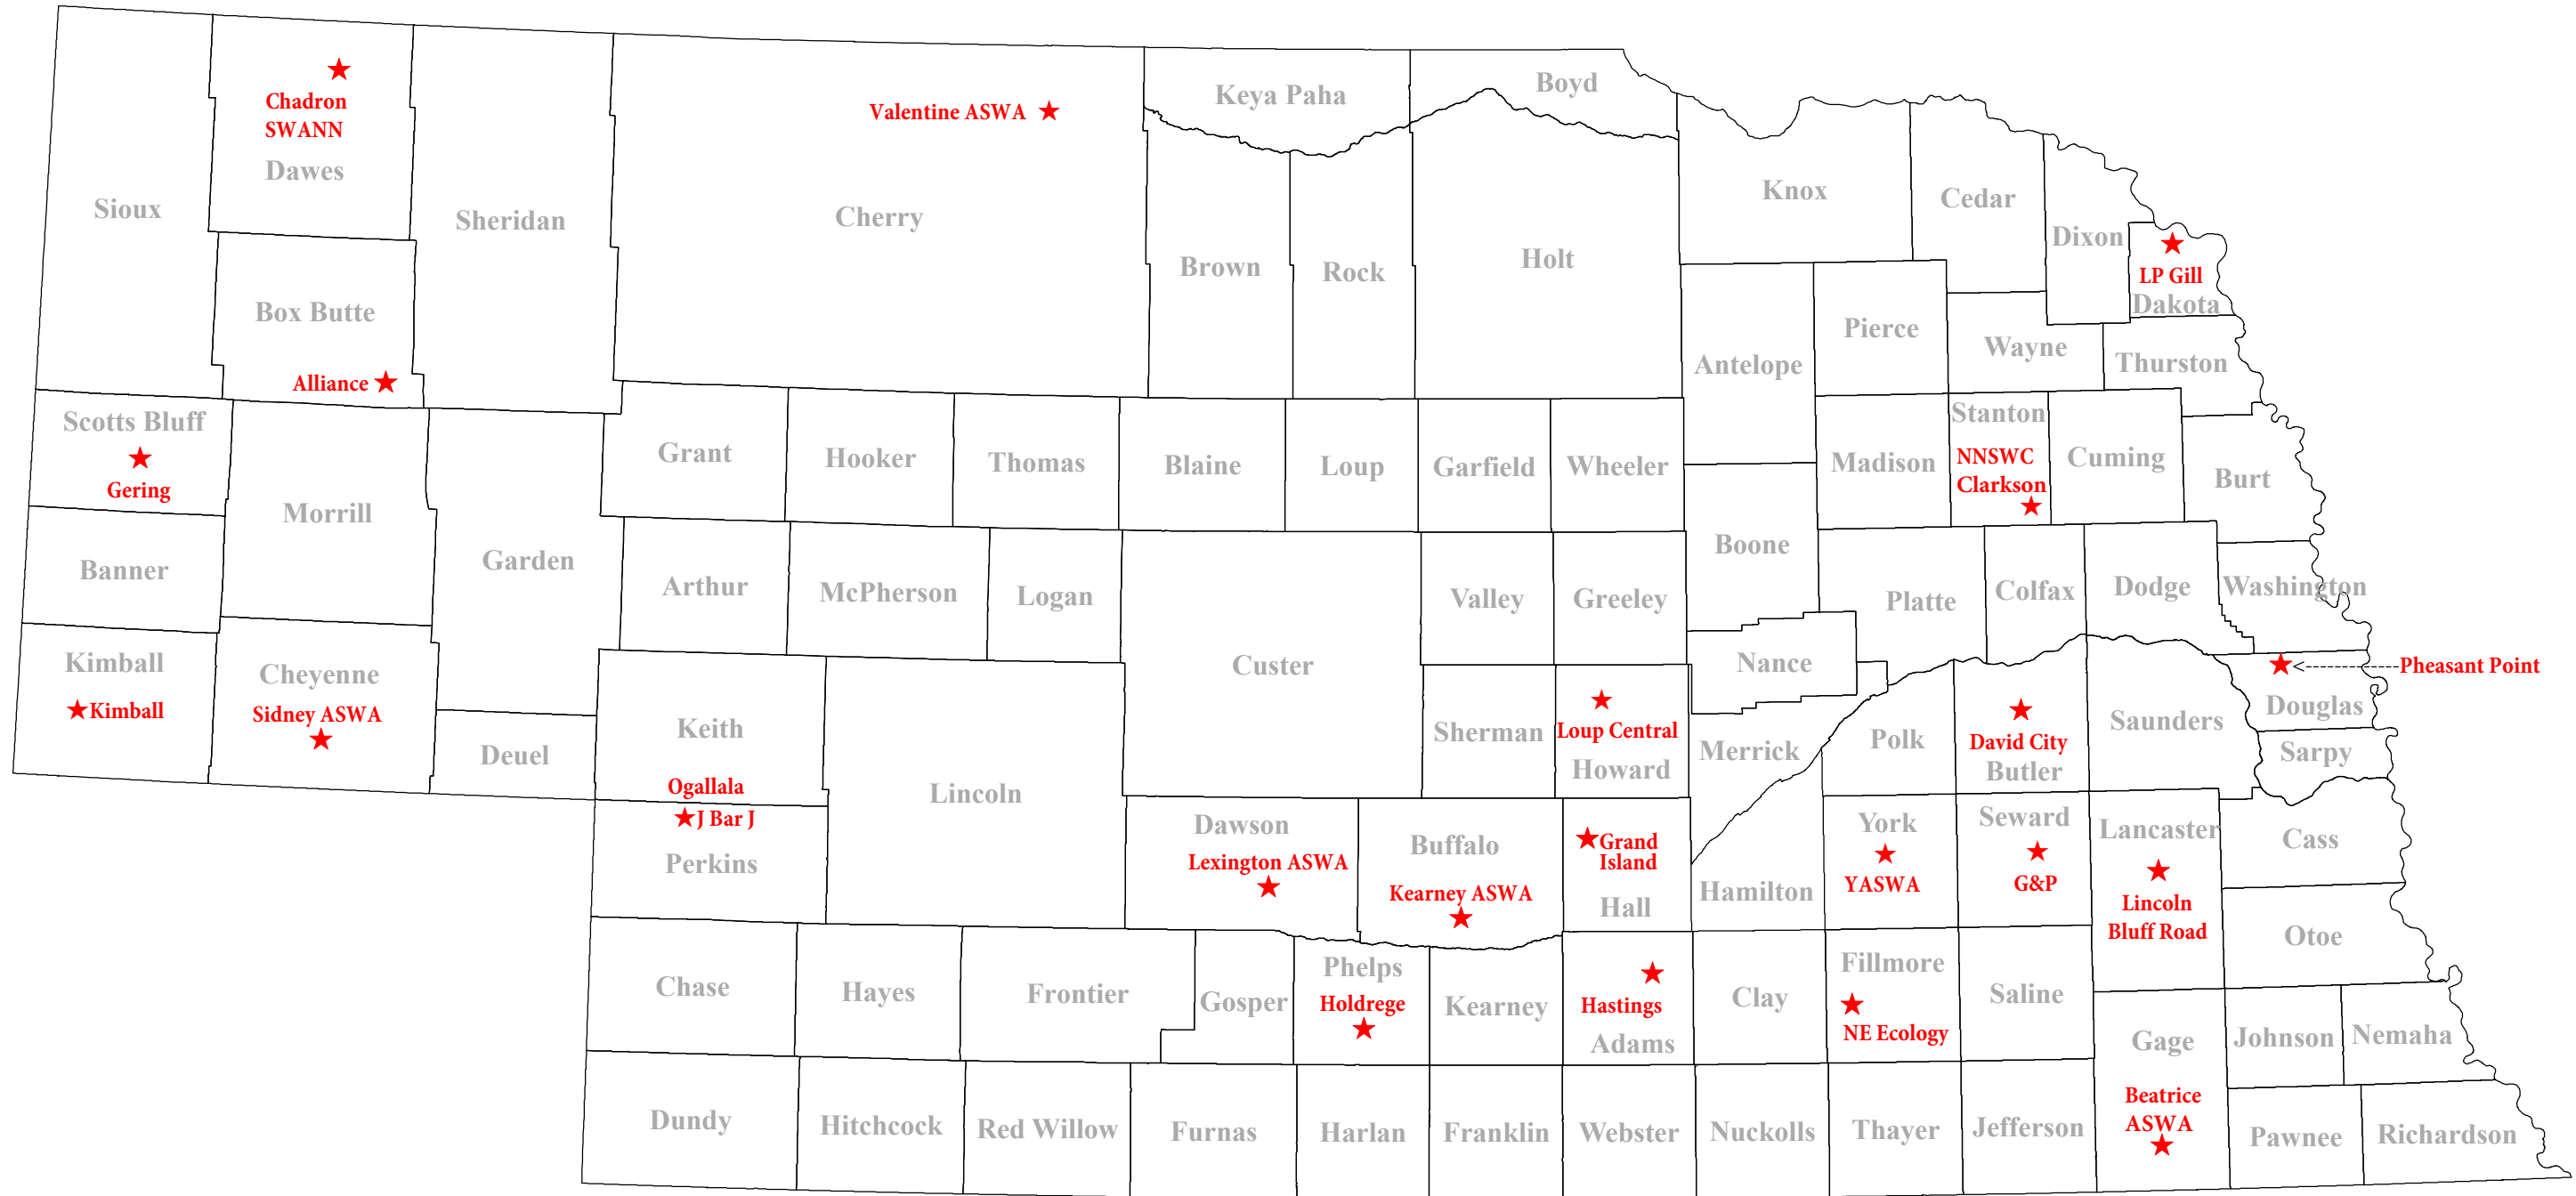 Chadron
SWANN
Dawes
Sioux
Sheridan
Valentine ASWA
Cherry
Keya Paha
Boyd
Brown
Rock
Holt
Knox
Cedar
Dixon
LP Gill
Dakota
Box Butte
Alliance
Antelope
Pierce
Wayne
Thurston
Scotts Bluff
Gering
Morrill
Garden
Grant
Hooker
Thomas
Blaine
Loup
Garfield
Wheeler
Boone
Madison
Stanton
NNSWC
Clarkson
Cuming
Burt
Banner
Arthur
McPherson
Logan
Custer
Valley
Greeley
Nance
Platte
Colfax
Dodge
Washington
Kimball
Kimball
Cheyenne
Sidney ASWA
Deuel
Keith
Ogallala
J Bar J
Perkins
Lincoln
Sherman
Loup Central
Howard
Merrick
Polk
David City
Butler
Saunders
Pheasant Point
Douglas
Sarpy
Dawson
Lexington ASWA
Buffalo
Kearney ASWA
Grand
Island
Hall
Hamilton
York
YASWA
Seward
G&P
Lancaster
Lincoln
Bluff Road
Cass
Otoe
Chase
Hayes
Frontier
Gosper
Phelps
Holdrege
Kearney
Hastings
Adams
Clay
Fillmore
NE Ecology
Saline
Gage
Beatrice
ASWA
Johnson
Nemaha
Dundy
Hitchcock
Red Willow
Furnas
Harlan
Franklin
Webster
Nuckolls
Thayer
Jefferson
Pawnee
Richardson